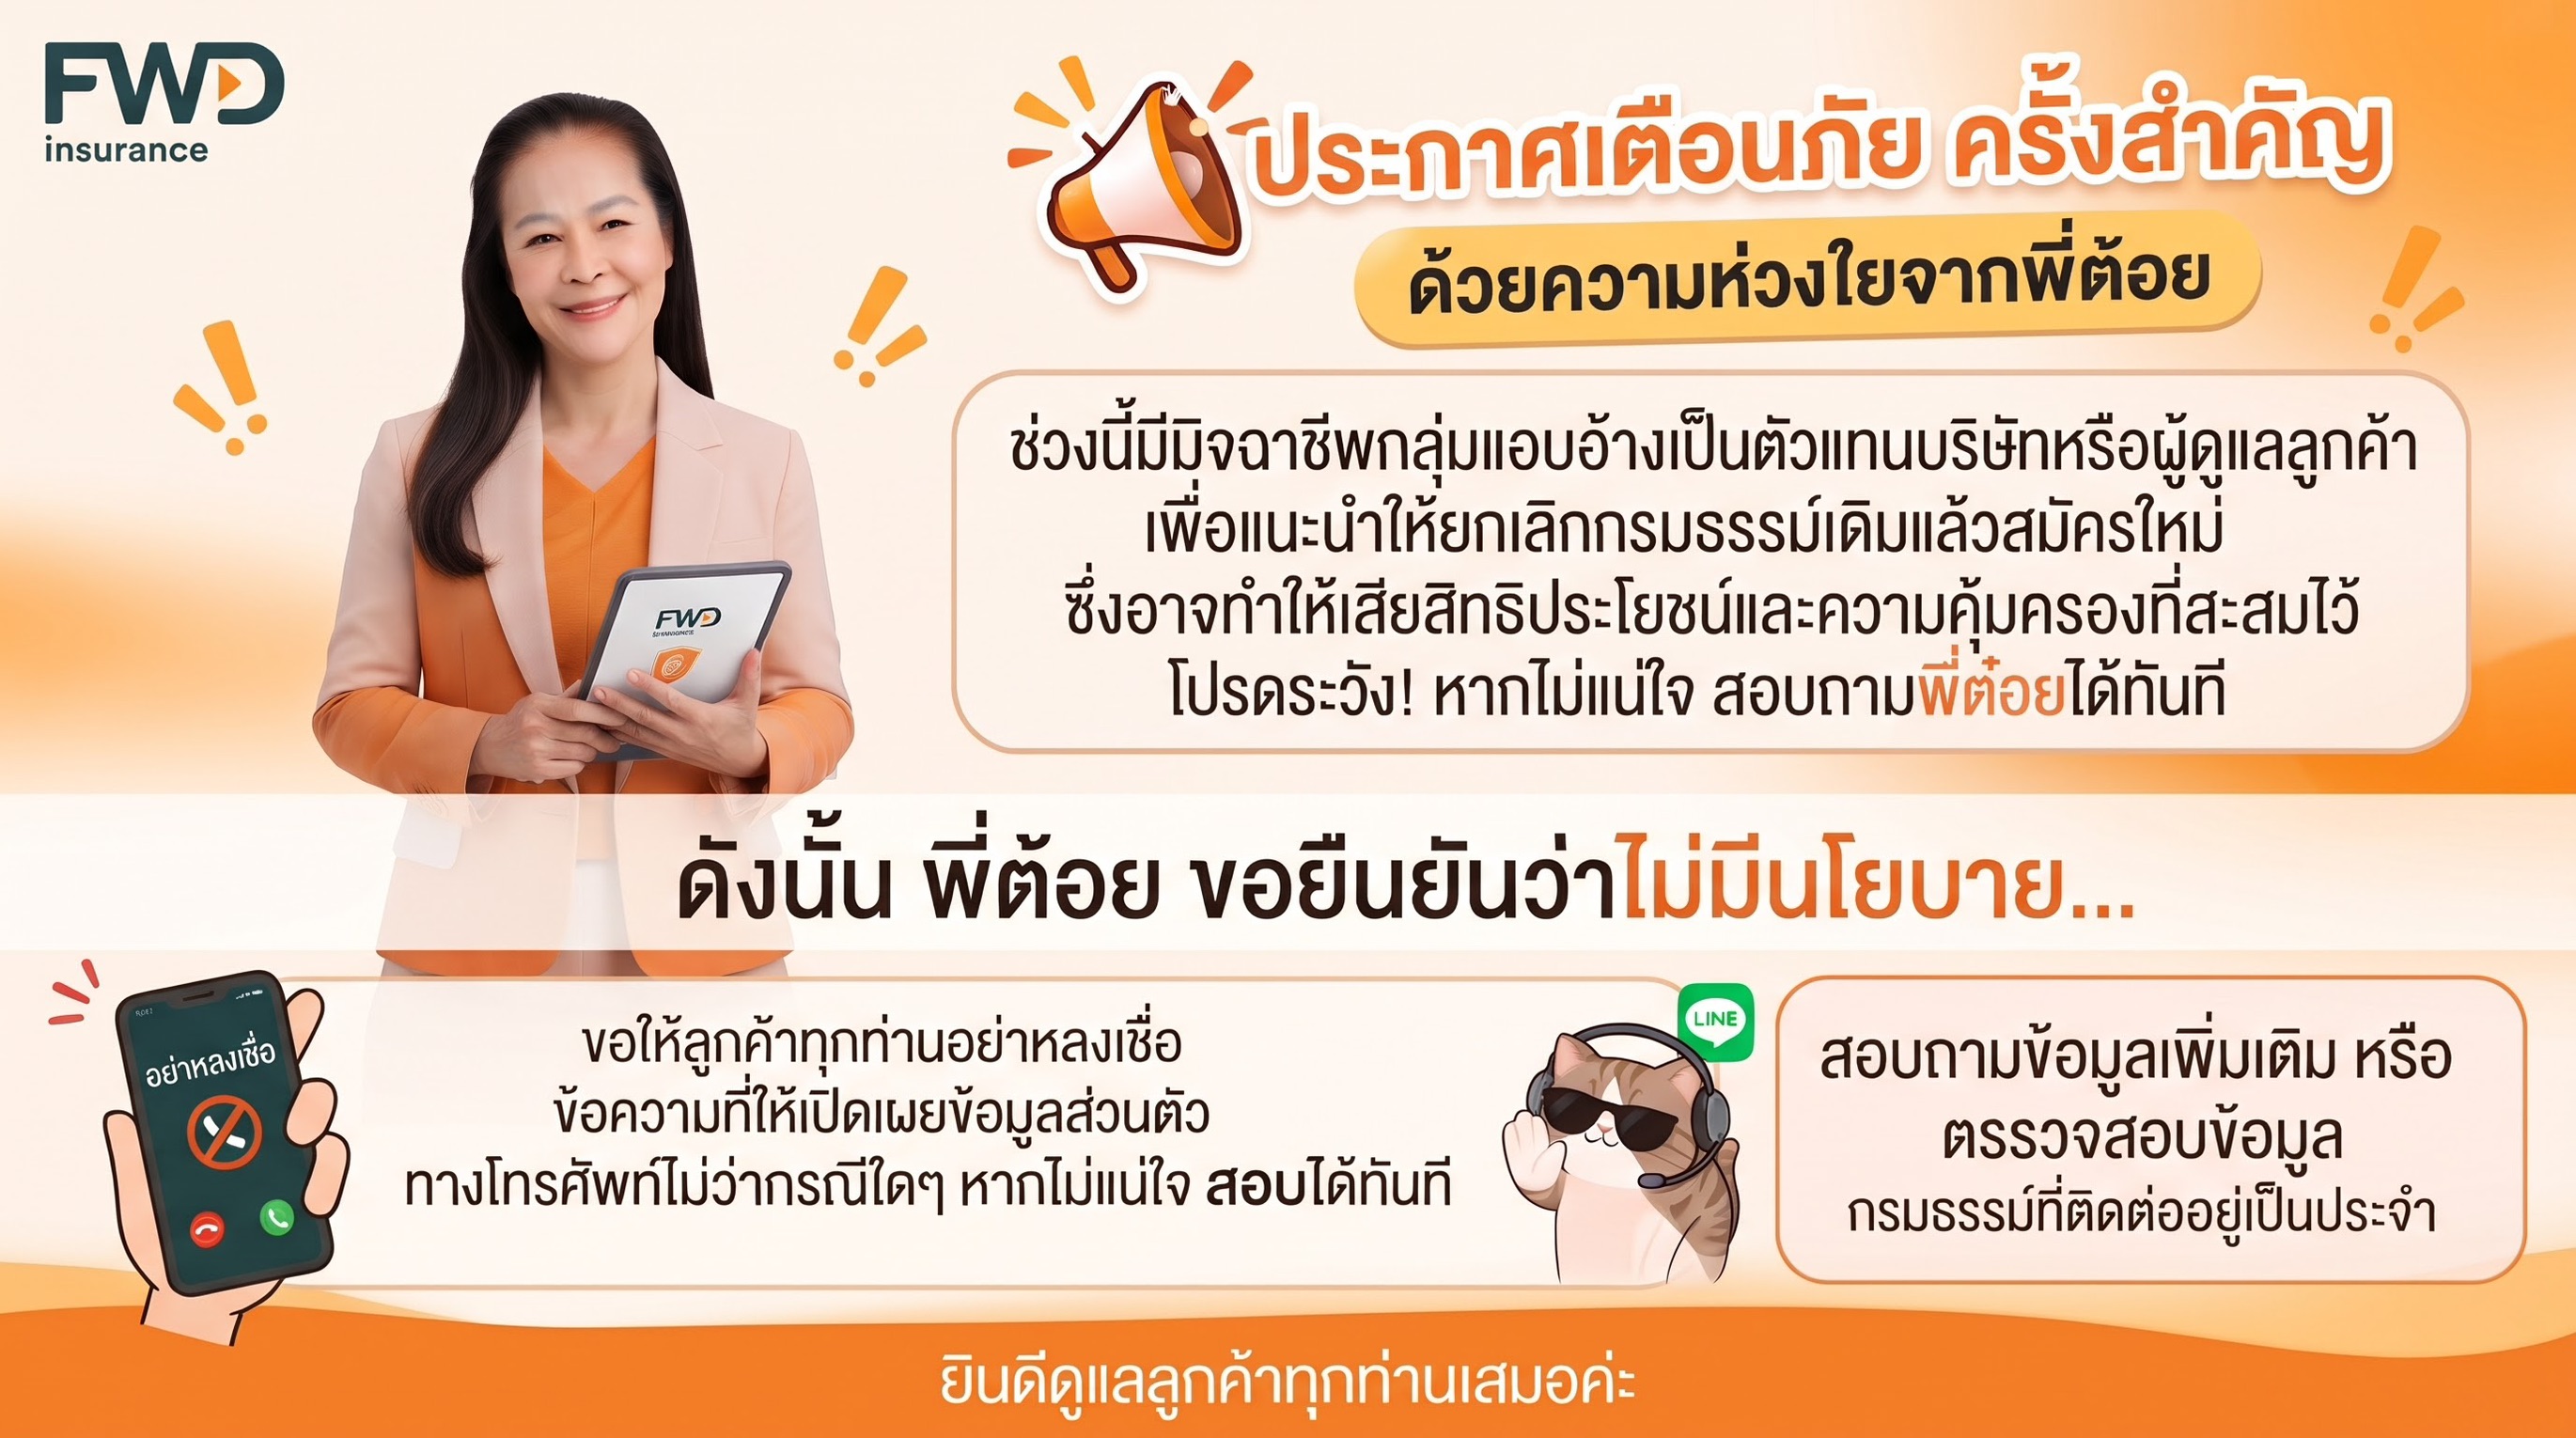 FWD
insurance
ประกาศเตือนภัย ครั้งสำคัญ
ด้วยความห่วงใยจากพี่ต้อย
ช่วงนี้มีมิจฉาชีพกลุ่มแอบอ้างเป็นตัวแทนบริษัทหรือผู้ดูแลลูกค้า
เพื่อแนะนำให้ยกเลิกกรมธรรม์เดิมแล้วสมัครใหม่
ซึ่งอาจทำให้เสียสิทธิประโยชน์และความคุ้มครองที่สะสมไว้
โปรดระวัง! หากไม่แน่ใจ สอบถามพี่ต๋อยได้ทันที
FWD
ดังนั้น พี่ต้อย ขอยืนยันว่าไม่มีนโยบาย...
อย่าหลงเชื่อ
ขอให้ลูกค้าทุกท่านอย่าหลงเชื่อ
ข้อความที่ให้เปิดเผยข้อมูลส่วนตัว
ทางโทรศัพท์ไม่ว่ากรณีใดๆ หากไม่แน่ใจ สอบได้ทันที
LINE
สอบถามข้อมูลเพิ่มเติม หรือ
ตรรวจสอบข้อมูล
กรมธรรม์ที่ติดต่ออยู่เป็นประจำ
ยินดีดูแลลูกค้าทุกท่านเสมอค่ะ